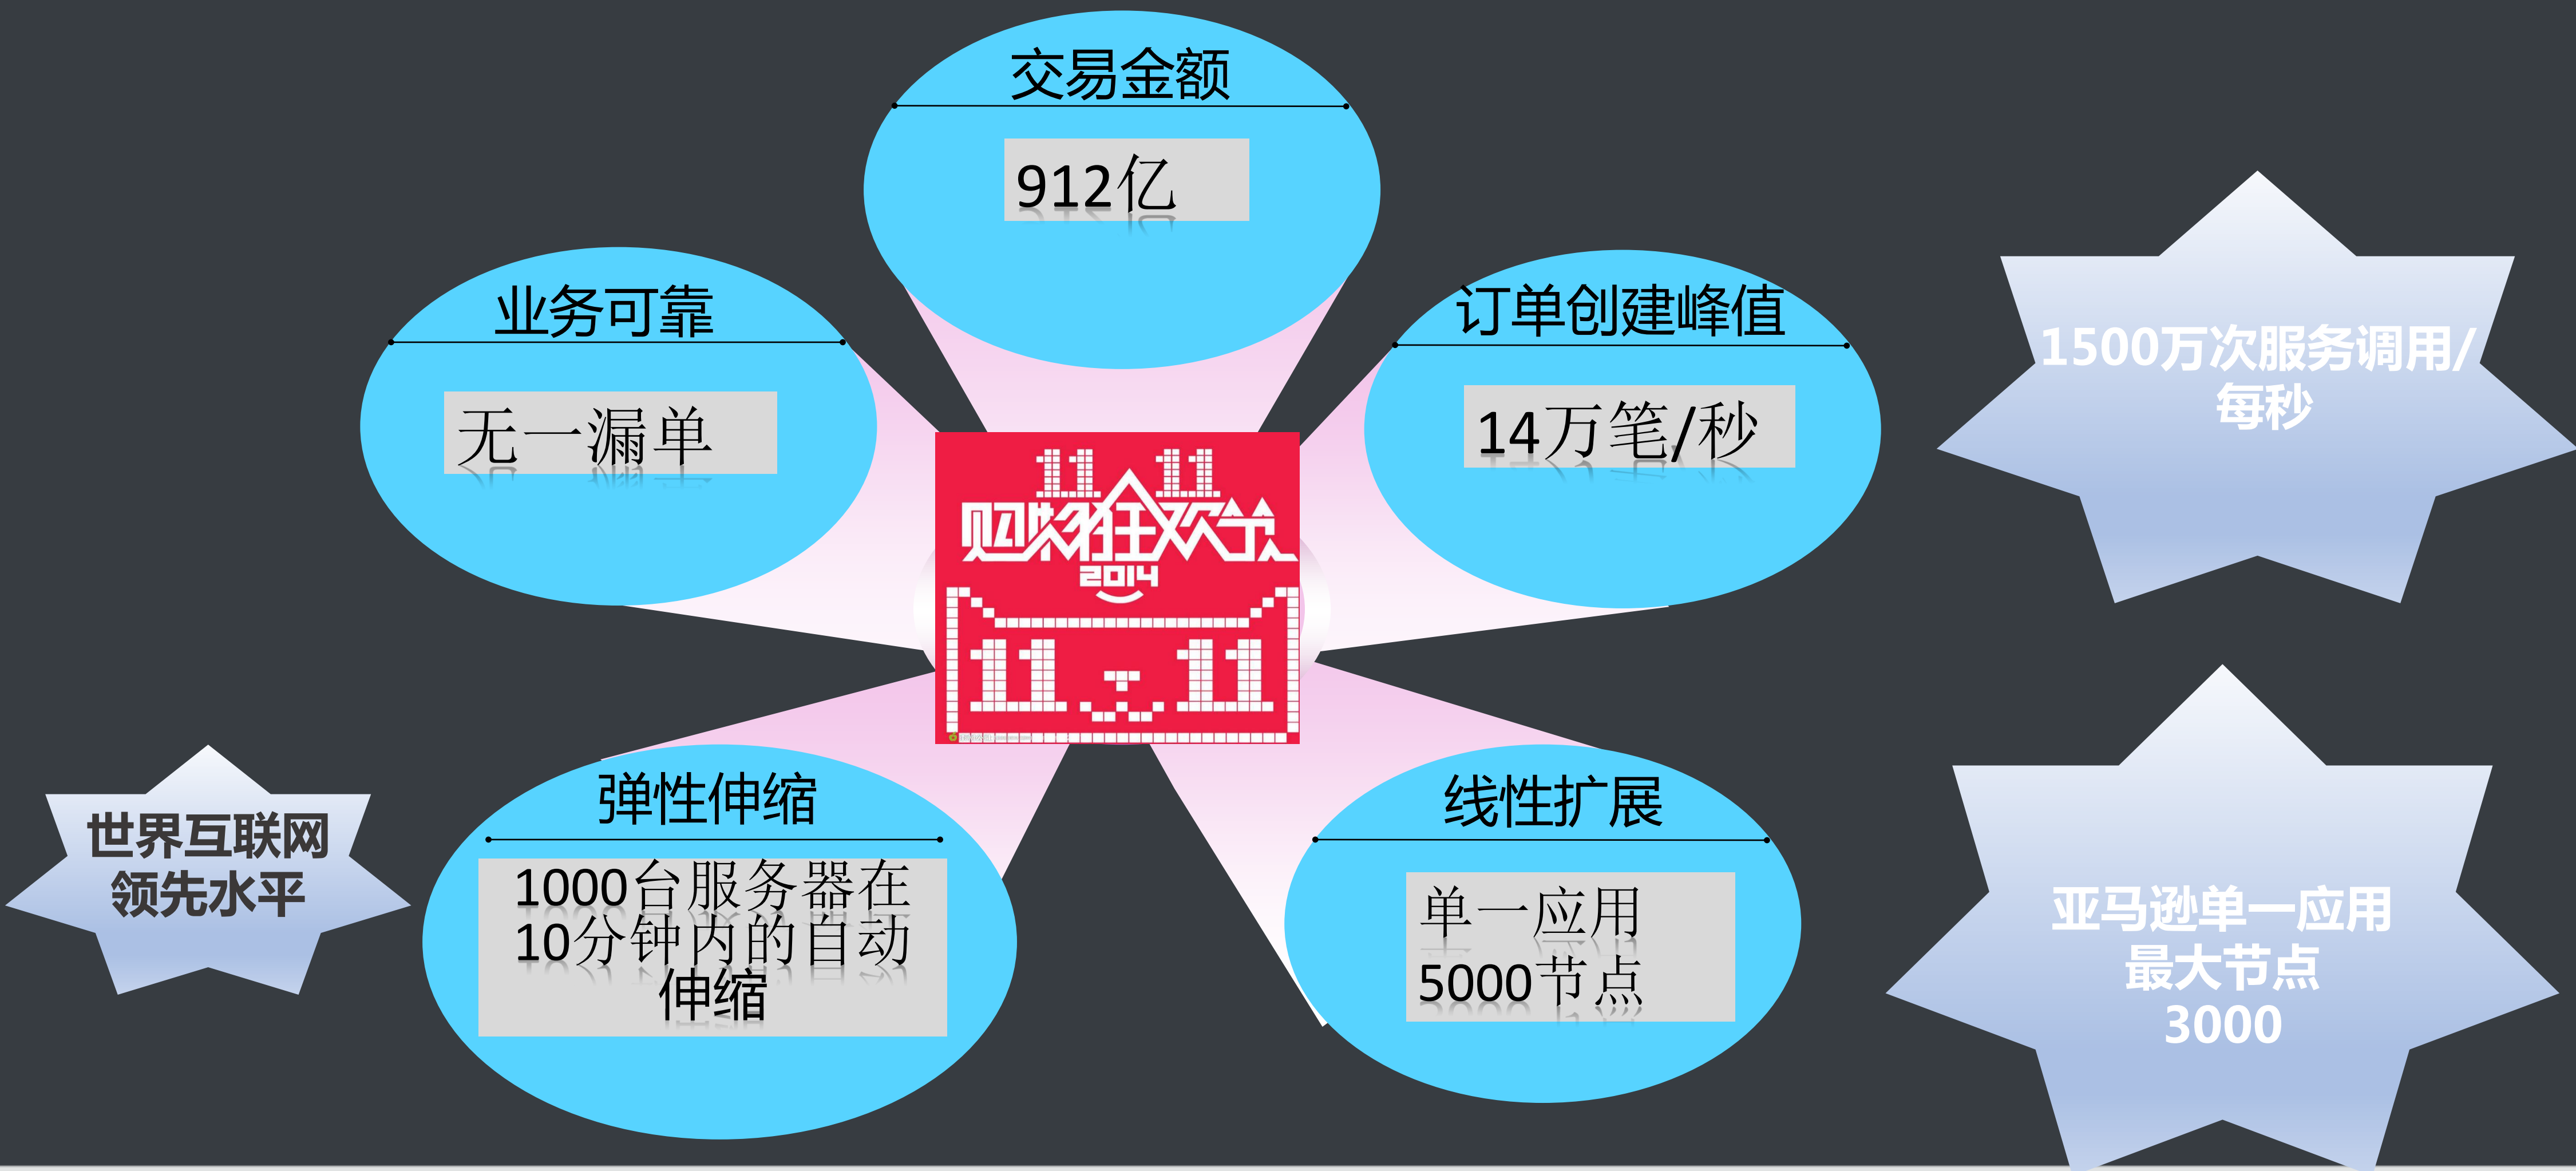 交易金额
912亿
业务可靠
无一漏单
订单创建峰值
14万笔/秒
1500万次服务调用/
每秒
11 11
购物狂欢节
2014
11 11
世界互联网
领先水平
弹性伸缩
1000台服务器在
10分钟内的自动
伸缩
线性扩展
单一应用
5000节点
亚马逊单一应用
最大节点
3000